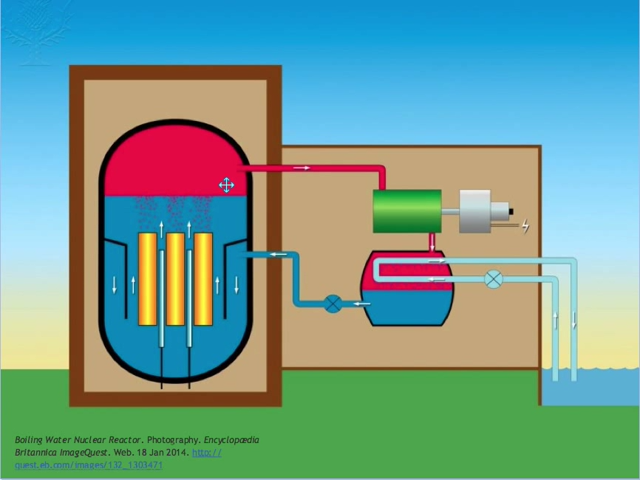 Boiling Water Nuclear Reactor. Photography. Encyclopædia
Britannica ImageQuest. Web. 18 Jan 2014. http://
quest.eb.com/images/132_1303471